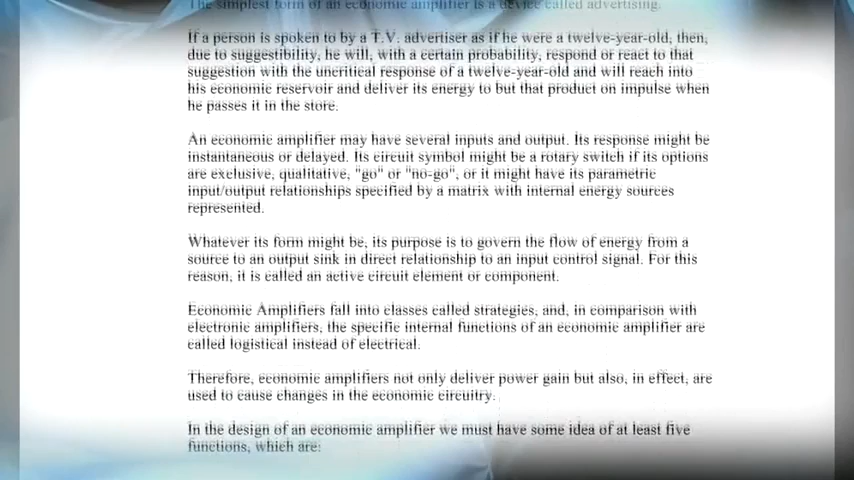 The simplest form of an economic amplifier is a device called advertising.
If a person is spoken to by a T.V. advertiser as if he were a twelve-year-old, then,
due to suggestibility, he will, with a certain probability, respond or react to that
suggestion with the uncritical response of a twelve-year-old and will reach into
his economic reservoir and deliver its energy to but that product on impulse when
he passes it in the store.
An economic amplifier may have several inputs and output. Its response might be
instantaneous or delayed. Its circuit symbol might be a rotary switch if its options
are exclusive, qualitative, "go" or "no-go", or it might have its parametric
input/output relationships specified by a matrix with internal energy sources
represented.
Whatever its form might be, its purpose is to govern the flow of energy from a
source to an output sink in direct relationship to an input control signal. For this
reason, it is called an active circuit element or component.
Economic Amplifiers fall into classes called strategies, and, in comparison with
electronic amplifiers, the specific internal functions of an economic amplifier are
called logistical instead of electrical.
Therefore, economic amplifiers not only deliver power gain but also, in effect, are
used to cause changes in the economic circuitry.
In the design of an economic amplifier we must have some idea of at least five
functions, which are: